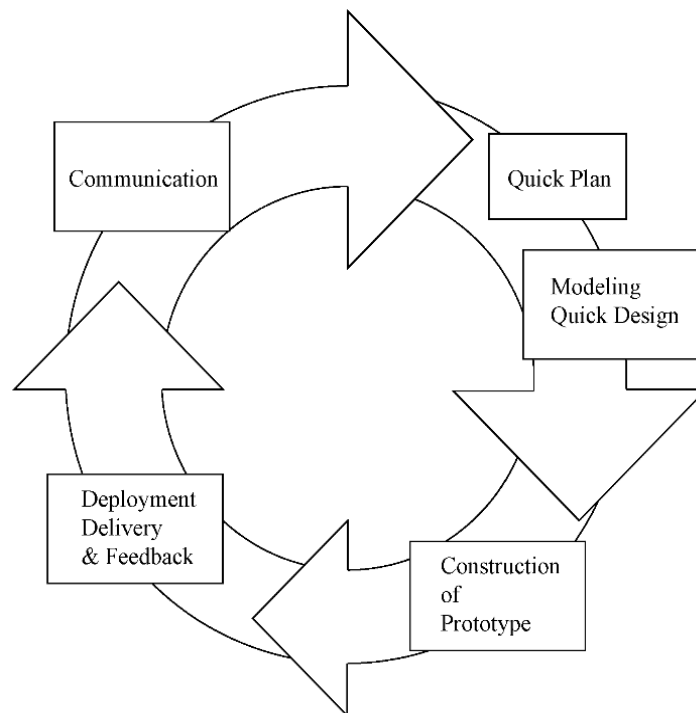 Communication
Quick Plan
Modeling
Quick Design
Construction
of
Prototype
Deployment
Delivery
& Feedback